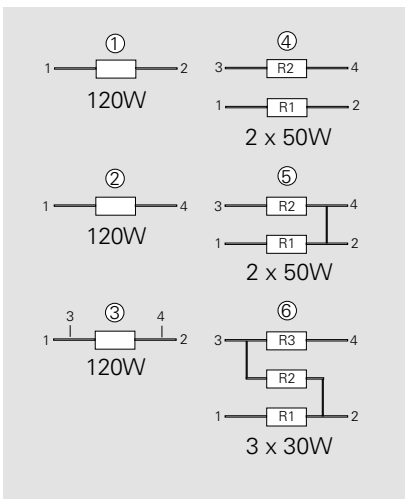 ①
1 2
120W
②
1 4
120W
③
3 4
1 2
120W
④
3 R2 4
1 R1 2
2 x 50W
⑤
3 R2 4
1 R1 2
2 x 50W
⑥
3 R3 4
R2
1 R1 2
3 x 30W